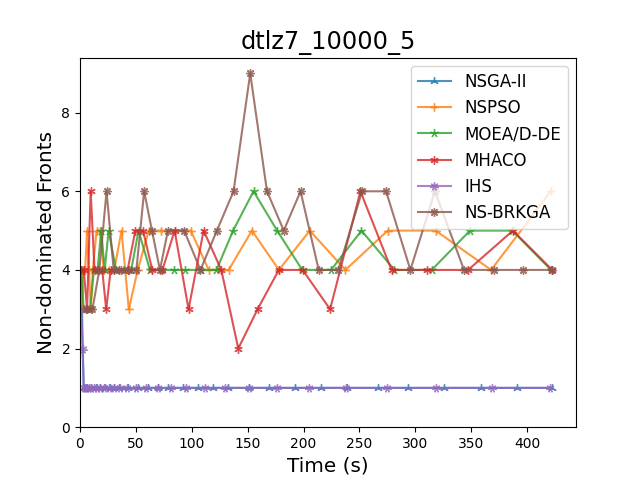 dtlz7_10000_5
Non-dominated Fronts
8
6
4
2
0
0 50 100 150 200 250 300 350 400
Time (s)
NSGA-II
NSPSO
MOEA/D-DE
MHACO
IHS
NS-BRKGA